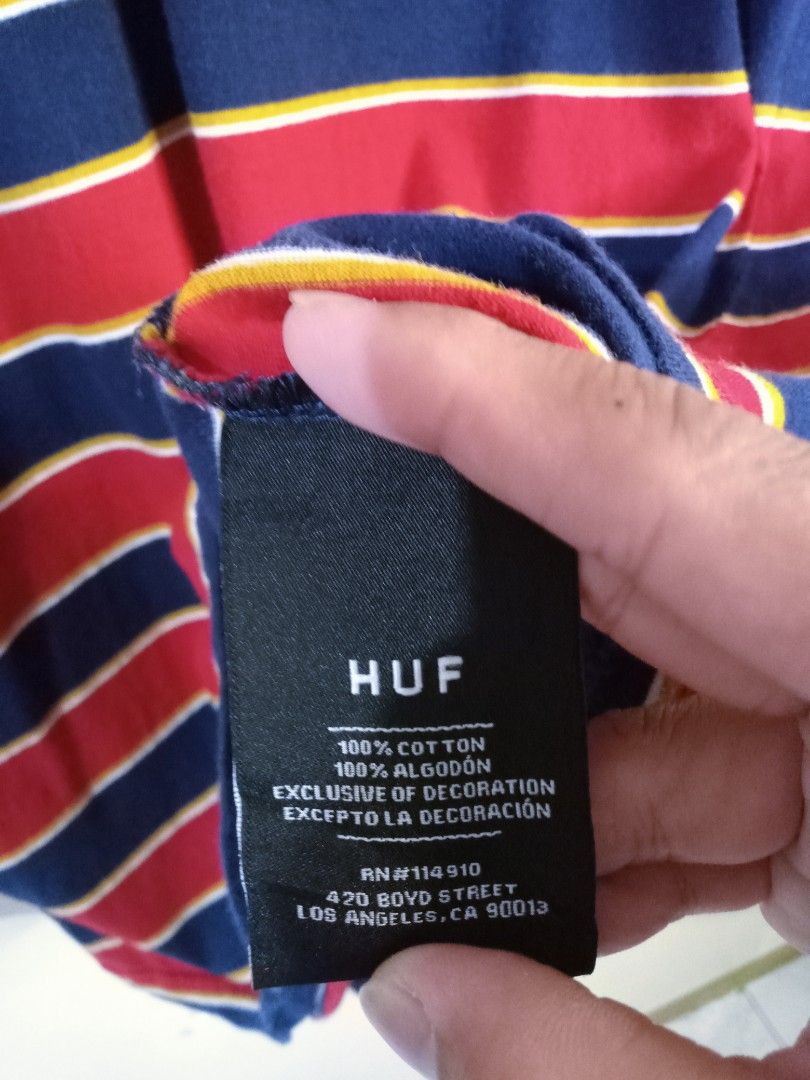 HUF
100% COTTON
100% ALGODÓN
EXCLUSIVE OF DECORATION
EXCEPTO LA DECORACIÓN
RN#114910
420 BOYD STREET
LOS ANGELES, CA 90013